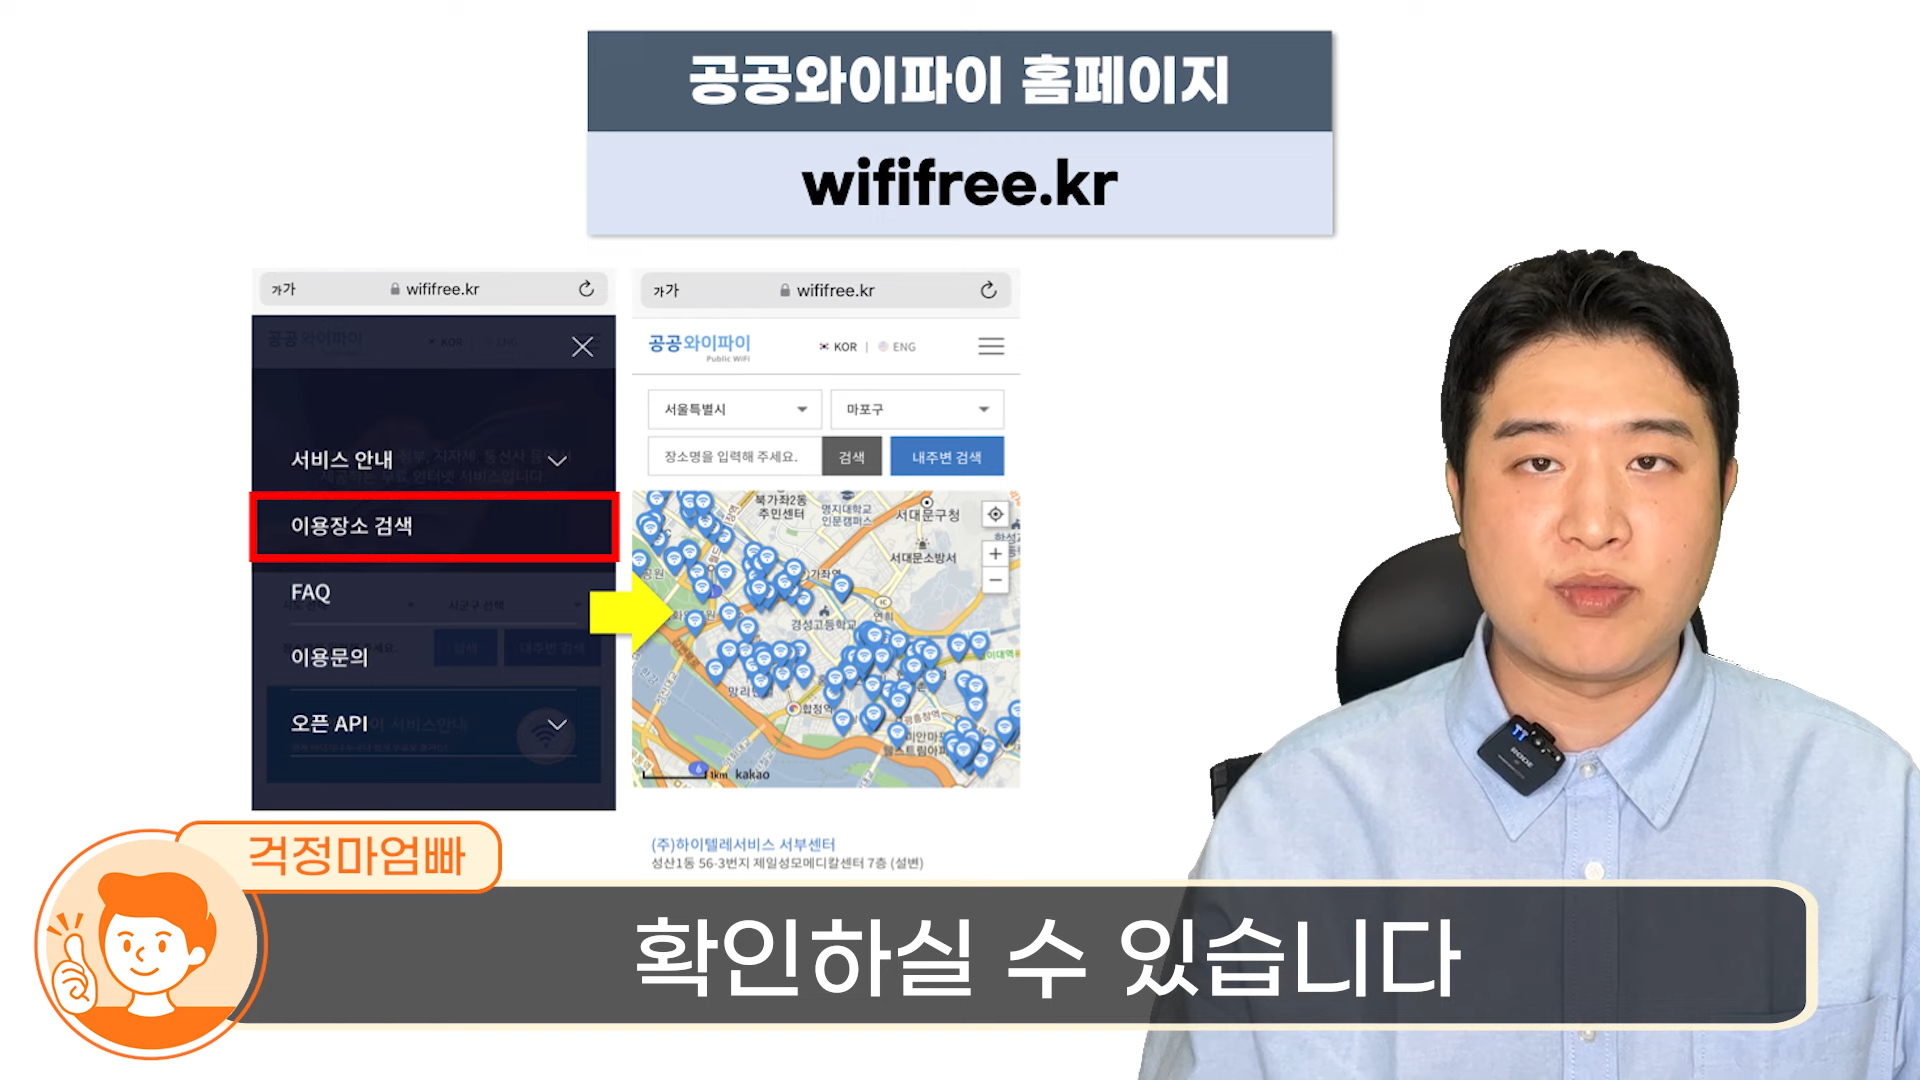 공공와이파이 홈페이지
wififree.kr
가가 wififree.kr
서비스 안내
이용장소 검색
FAQ
이용문의
오픈 API
가가 wififree.kr
공공와이파이 KOR | ENG
Public WiFi
서울특별시 마포구
장소명을 입력해 주세요. 검색 내주변 검색
북가좌2동
주민센터
명지대학교
인문캠퍼스
서대문구청
서대문소방서
가좌역
연희
경성고등학교
합정역
1km kakao
(주)하이텔레서비스 서부센터
성산1동 56-3번지 제일성모메디칼센터 7층 (설변)
RODE
걱정마엄빠
확인하실 수 있습니다